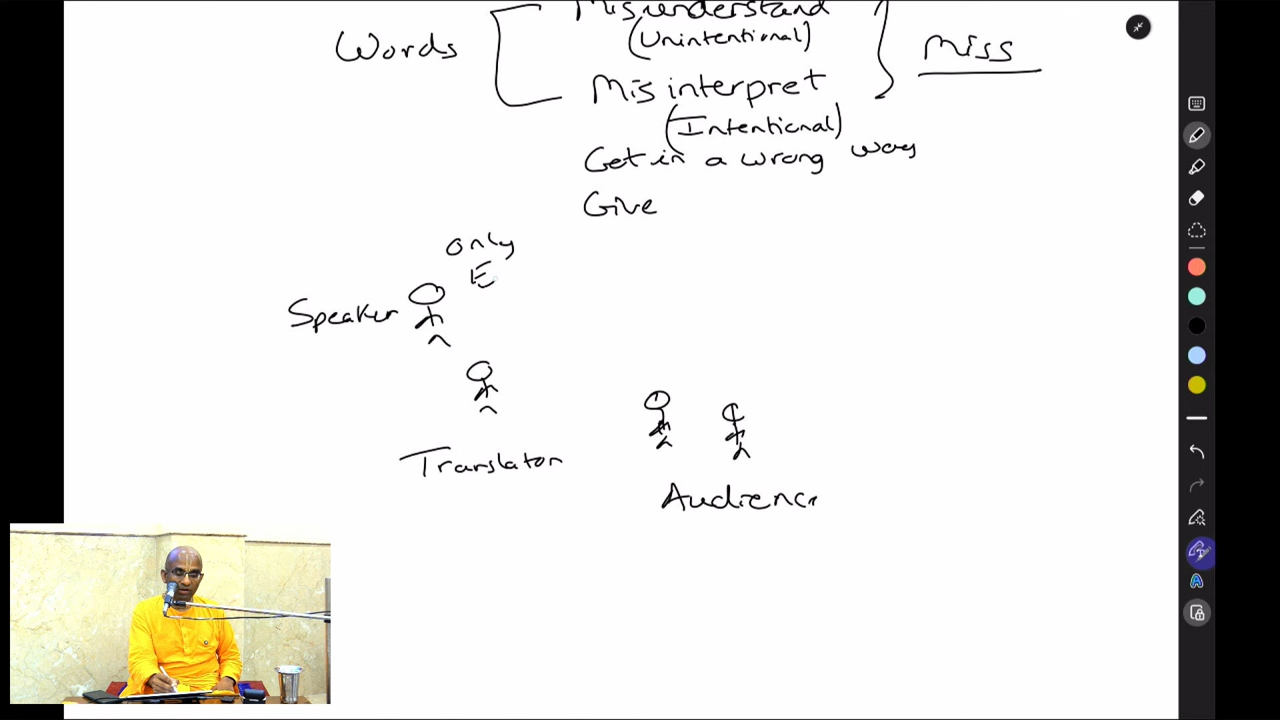 Misunderstand
Words
(Unintentional)
Miss
Misinterpret
(Intentional)
Get in a wrong way
Give
only
E
Speaker
Translator
Audience